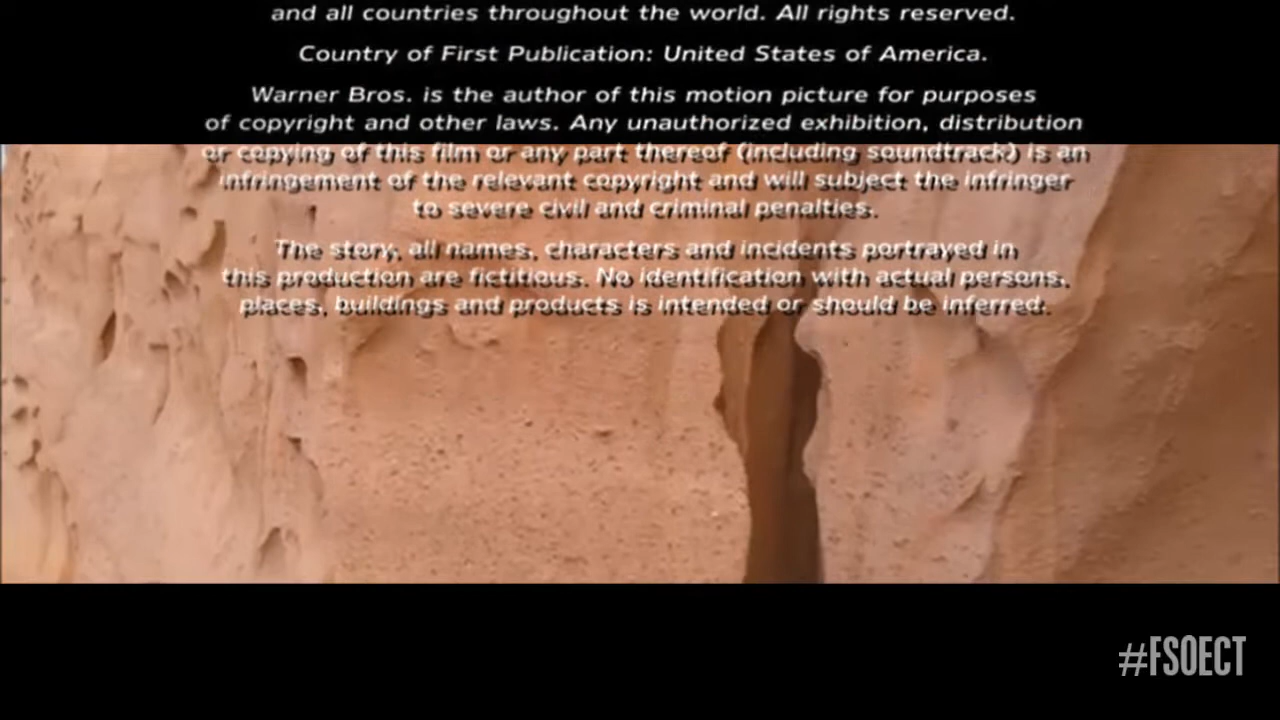 and all countries throughout the world. All rights reserved.
Country of First Publication: United States of America.
Warner Bros. is the author of this motion picture for purposes
of copyright and other laws. Any unauthorized exhibition, distribution
or copying of this film or any part thereof (including soundtrack) is an
infringement of the relevant copyright and will subject the infringer
to severe civil and criminal penalties.
The story, all names, characters and incidents portrayed in
this production are fictitious. No identification with actual persons,
places, buildings and products is intended or should be inferred.
#FSOECT